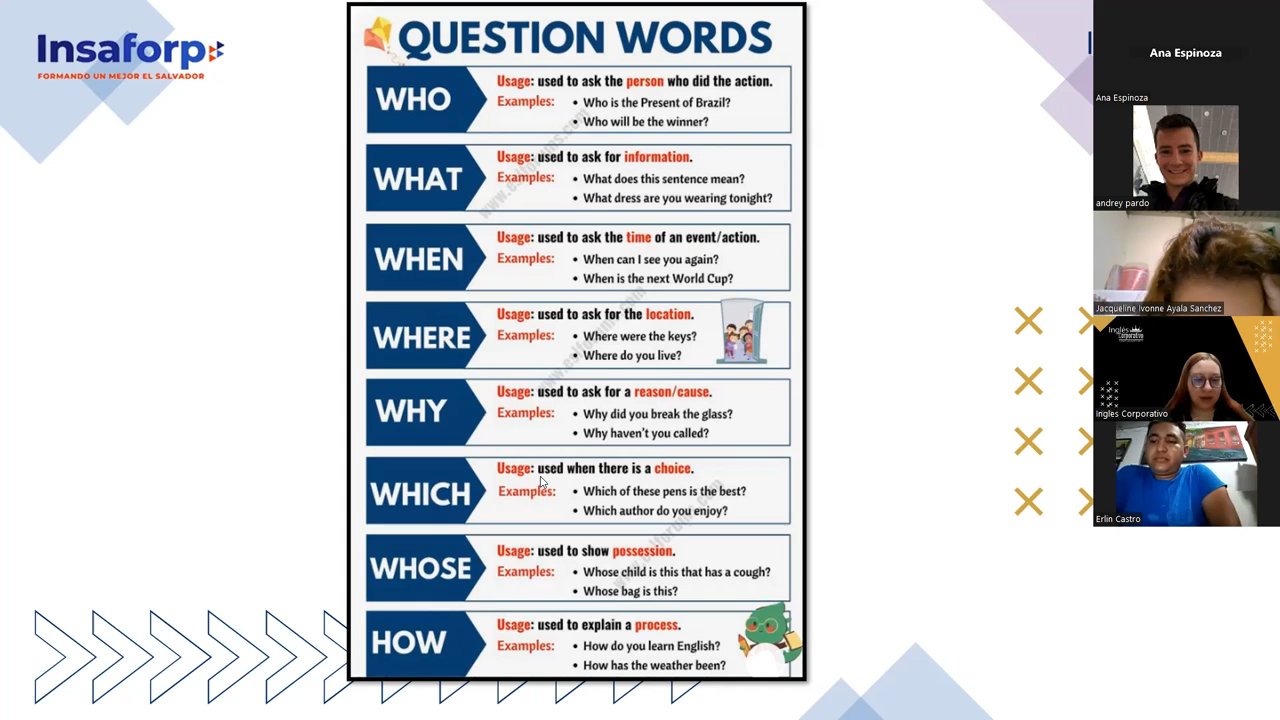 Insaforp
FORMANDO UN MEJOR EL SALVADOR
QUESTION WORDS
WHO
Usage: used to ask the person who did the action.
Examples: • Who is the Present of Brazil?
• Who will be the winner?
WHAT
Usage: used to ask for information.
Examples: • What does this sentence mean?
• What dress are you wearing tonight?
WHEN
Usage: used to ask the time of an event/action.
Examples: • When can I see you again?
• When is the next World Cup?
WHERE
Usage: used to ask for the location.
Examples: • Where were the keys?
• Where do you live?
WHY
Usage: used to ask for a reason/cause.
Examples: • Why did you break the glass?
• Why haven't you called?
WHICH
Usage: used when there is a choice.
Examples: • Which of these pens is the best?
• Which author do you enjoy?
WHOSE
Usage: used to show possession.
Examples: • Whose child is this that has a cough?
• Whose bag is this?
HOW
Usage: used to explain a process.
Examples: • How do you learn English?
• How has the weather been?
Ana Espinoza
Ana Espinoza
andrey pardo
Jacqueline Ivonne Ayala Sanchez
Inglés
Corporativo
Ingles Corporativo
Erlin Castro